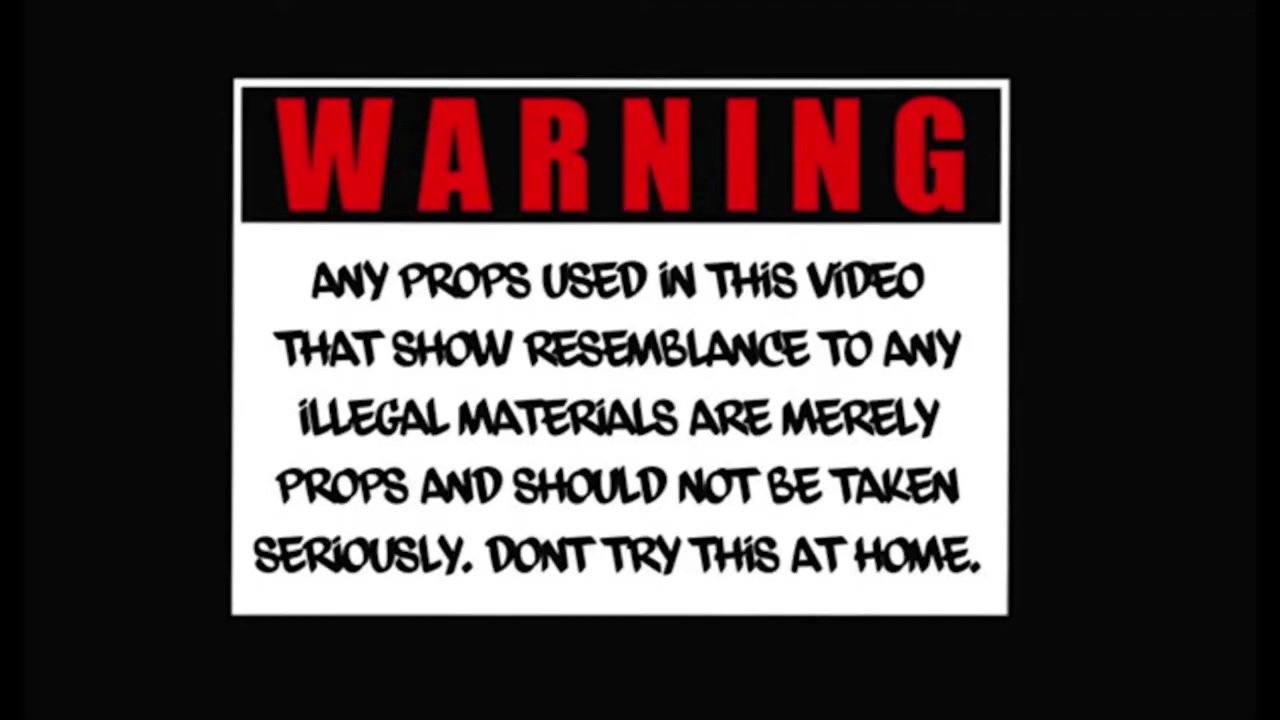 WARNING
ANY PROPS USED IN THIS VIDEO
THAT SHOW RESEMBLANCE TO ANY
ILLEGAL MATERIALS ARE MERELY
PROPS AND SHOULD NOT BE TAKEN
SERIOUSLY. DONT TRY THIS AT HOME.